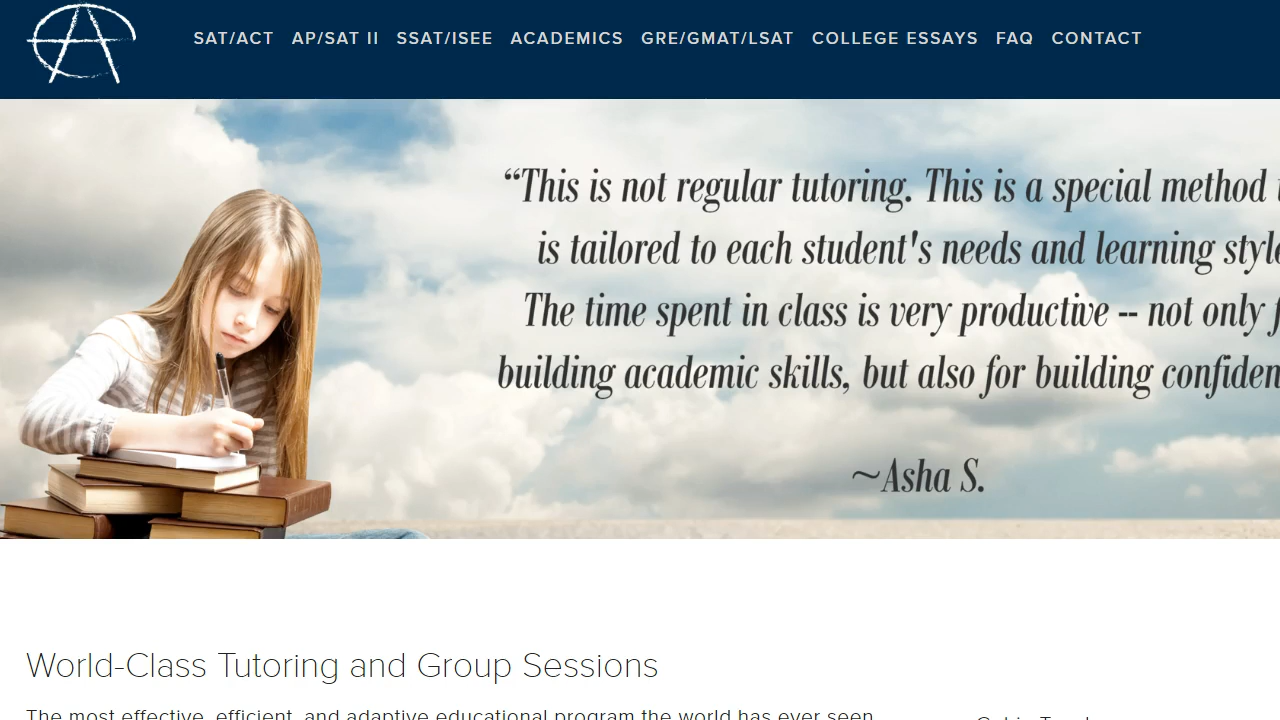 SAT/ACT AP/SAT II SSAT/ISEE ACADEMICS GRE/GMAT/LSAT COLLEGE ESSAYS FAQ CONTACT
“This is not regular tutoring. This is a special method
is tailored to each student's needs and learning style
The time spent in class is very productive -- not only
building academic skills, but also for building
~Asha S.
World-Class Tutoring and Group Sessions
The most effective, efficient, and adaptive educational program the world has ever seen